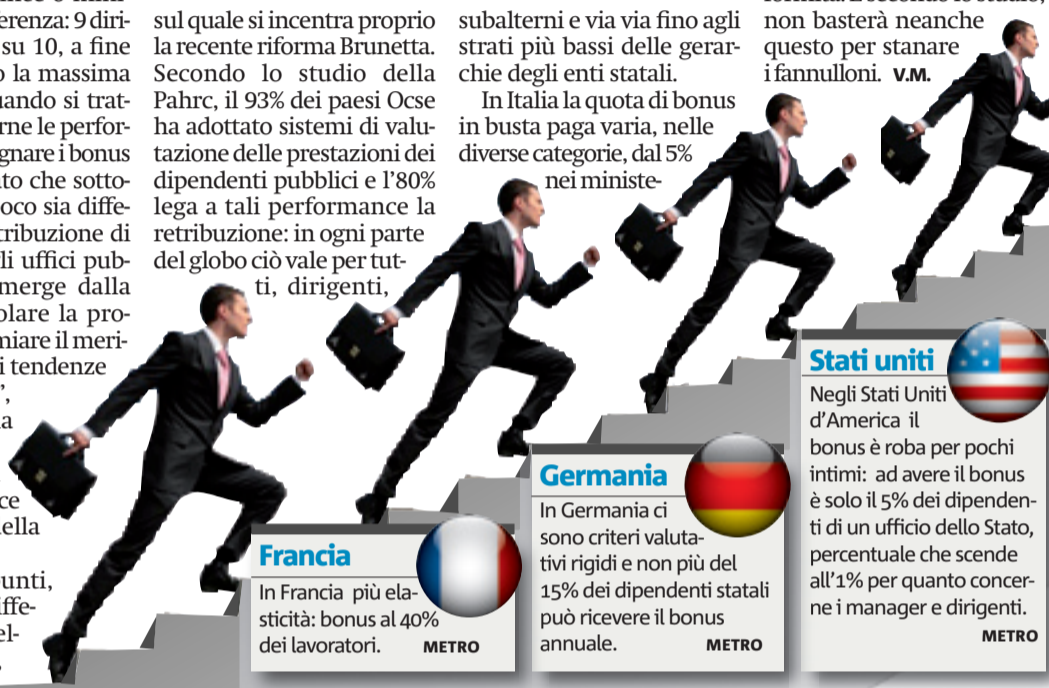 erenza: 9 diri-
su 10, a fine
o la massima
uando si trat-
rne le perfor-
gnare i bonus
to che sotto-
oco sia diffe-
tribuzione di
li uffici pub-
merge dalla
olare la pro-
miare il meri-
i tendenze
”,
a
ce
ella
unti,
iffe-
el-
sul quale si incentra proprio
la recente riforma Brunetta.
Secondo lo studio della
Pahrc, il 93% dei paesi Ocse
ha adottato sistemi di valu-
tazione delle prestazioni dei
dipendenti pubblici e l’80%
lega a tali performance la
retribuzione: in ogni parte
del globo ciò vale per tut-
ti, dirigenti,
subalterni e via via fino agli
strati più bassi delle gerar-
chie degli enti statali.
In Italia la quota di bonus
in busta paga varia, nelle
diverse categorie, dal 5%
nei ministe-
non basterà neanche
questo per stanare
i fannulloni. V.M.
Francia
In Francia più ela-
sticità: bonus al 40%
dei lavoratori. METRO
Germania
In Germania ci
sono criteri valuta-
tivi rigidi e non più del
15% dei dipendenti statali
può ricevere il bonus
annuale. METRO
Stati uniti
Negli Stati Uniti
d’America il
bonus è roba per pochi
intimi: ad avere il bonus
è solo il 5% dei dipenden-
ti di un ufficio dello Stato,
percentuale che scende
all’1% per quanto concer-
ne i manager e dirigenti.
METRO